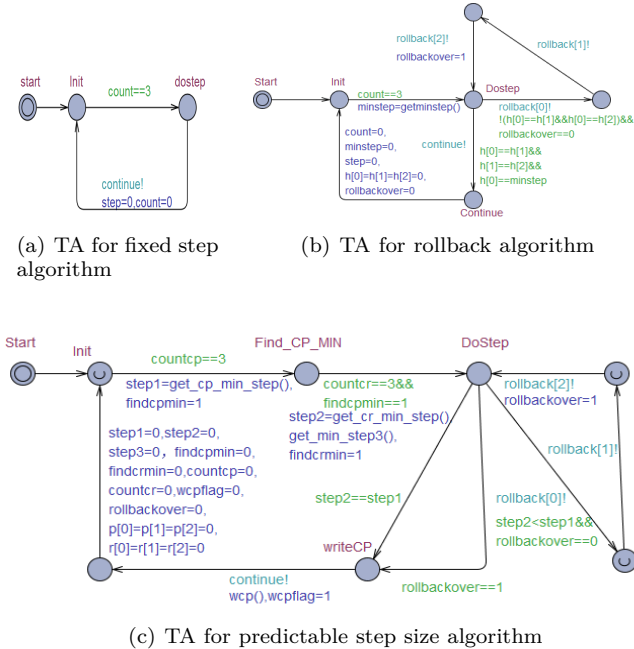 start
Init
dostep
count==3
continue!
step=0,count=0
(a) TA for fixed step
algorithm
rollback[2]!
rollbackover=1
rollback[1]!
Start
Init
count==3
minstep=getminstep()
Dostep
rollback[0]!
!(h[0]==h[1]&&h[0]==h[2])&&
rollbackover==0
count=0,
minstep=0,
step=0,
h[0]=h[1]=h[2]=0,
rollbackover=0
continue!
h[0]==h[1]&&
h[1]==h[2]&&
h[0]==minstep
Continue
(b) TA for rollback algorithm
Start
Init
countcp==3
step1=get_cp_min_step(),
findcpmin=1
Find_CP_MIN
countcr==3&&
findcpmin==1
step2=get_cr_min_step(),
get_min_step3(),
findcrmin=1
DoStep
rollback[2]!
rollbackover=1
rollback[1]!
rollback[0]!
step2<step1&&
rollbackover==0
step1=0,step2=0,
step3=0, findcpmin=0,
findcrmin=0,countcp=0,
countcr=0,wcpflag=0,
rollbackover=0,
p[0]=p[1]=p[2]=0,
r[0]=r[1]=r[2]=0
step2==step1
writeCP
continue!
wcp(),wcpflag=1
rollbackover==1
(c) TA for predictable step size algorithm